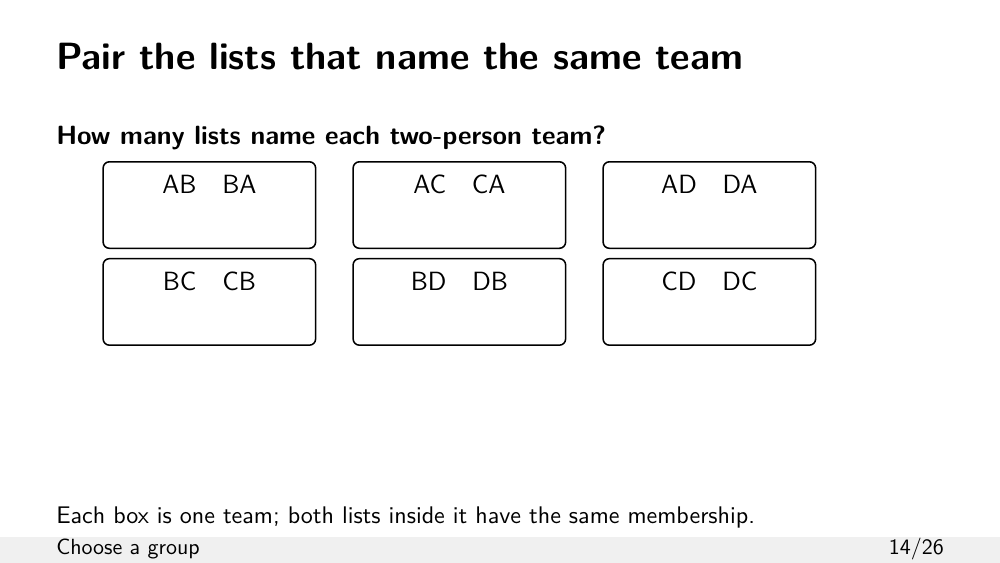 Pair the lists that name the same team
How many lists name each two-person team?
AB BA AC CA AD DA
BC CB BD DB CD DC
Each box is one team; both lists inside it have the same membership.
Choose a group 14/26